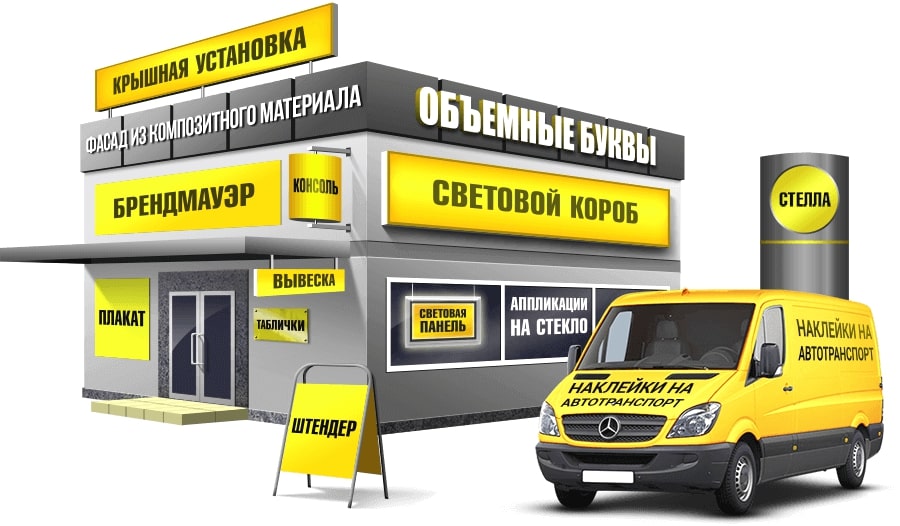 КРЫШНАЯ УСТАНОВКА
ФАСАД ИЗ КОМПОЗИТНОГО МАТЕРИАЛА
ОБЪЕМНЫЕ БУКВЫ
БРЕНДМАУЭР
КОНСОЛЬ
СВЕТОВОЙ КОРОБ
СТЕЛЛА
ВЫВЕСКА
ПЛАКАТ
ТАБЛИЧКИ
СВЕТОВАЯ
ПАНЕЛЬ
АППЛИКАЦИИ
НА СТЕКЛО
НАКЛЕЙКИ НА
АВТОТРАНСПОРТ
НАКЛЕЙКИ НА
АВТОТРАНСПОРТ
ШТЕНДЕР